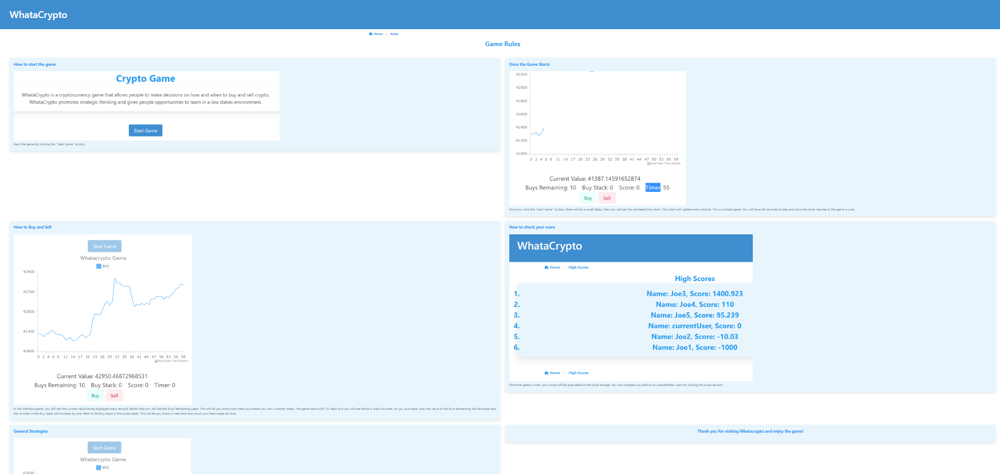 WhataCrypto
Home → Rules
Game Rules
How to start the game
Crypto Game
WhataCrypto is a cryptocurrency game that allows people to make decisions on how and when to buy and sell crypto.
WhataCrypto promotes strategic thinking and gives people opportunities to learn in a low stakes environment.
Start Game
Start the game by clicking the "Start Game" button.
Once the Game Starts
42200
42000
41800
41600
41400
41200
41000
0 2 4 6 8 11 14 17 20 23 26 29 32 35 38 41 44 47 50 53 56 59
AnyChart Trial Version
Current Value: 41387.14591652874
Buys Remaining: 10 Buy Stack: 0 Score: 0 Timer: 55
Buy Sell
Once you click the "Start Game" button, there will be a small delay, then you will see the animated line chart. This chart will update every second. This is a timed game. You will have 60 seconds to play and once the timer reaches 0, the game is over.
How to Buy and Sell
Start Game
Whatacrypto Game
BTC
43400
42700
42000
41300
40600
0 2 4 6 8 11 14 17 20 23 26 29 32 35 38 41 44 47 50 53 56 59
AnyChart Trial Version
Current Value: 42950.46872968531
Buys Remaining: 10 Buy Stack: 0 Score: 0 Timer: 0
Buy Sell
In the interface panel, you will see the current value being displayed every second. Below that you will see the Buys Remaining Label. This will let you know how many purchases you can currently make. The game starts with 10. Next to it you will see the Buy Stack Number. As you purchase units the value of the Buys Remaining will decrease and
the number in the Buy Stack will increase by one. Next to the Buy Stack is the Score Label. This will let you know in real time how much you have made (or lost).
How to check your score
WhataCrypto
Home → High Scores
High Scores
1. Name: Joe3, Score: 1400.923
2. Name: Joe4, Score: 110
3. Name: Joe5, Score: 95.239
4. Name: currentUser, Score: 0
5. Name: Joe2, Score: -10.03
6. Name: Joe1, Score: -1000
Home → High Scores
Once the game is over, your score will be populated to the local storage. You can compare yourself to our placeholder users by visiting the score section.
General Strategies
Start Game
Whatacrypto Game
BTC
42500
Thank you for visiting Whatacrypto and enjoy the game!